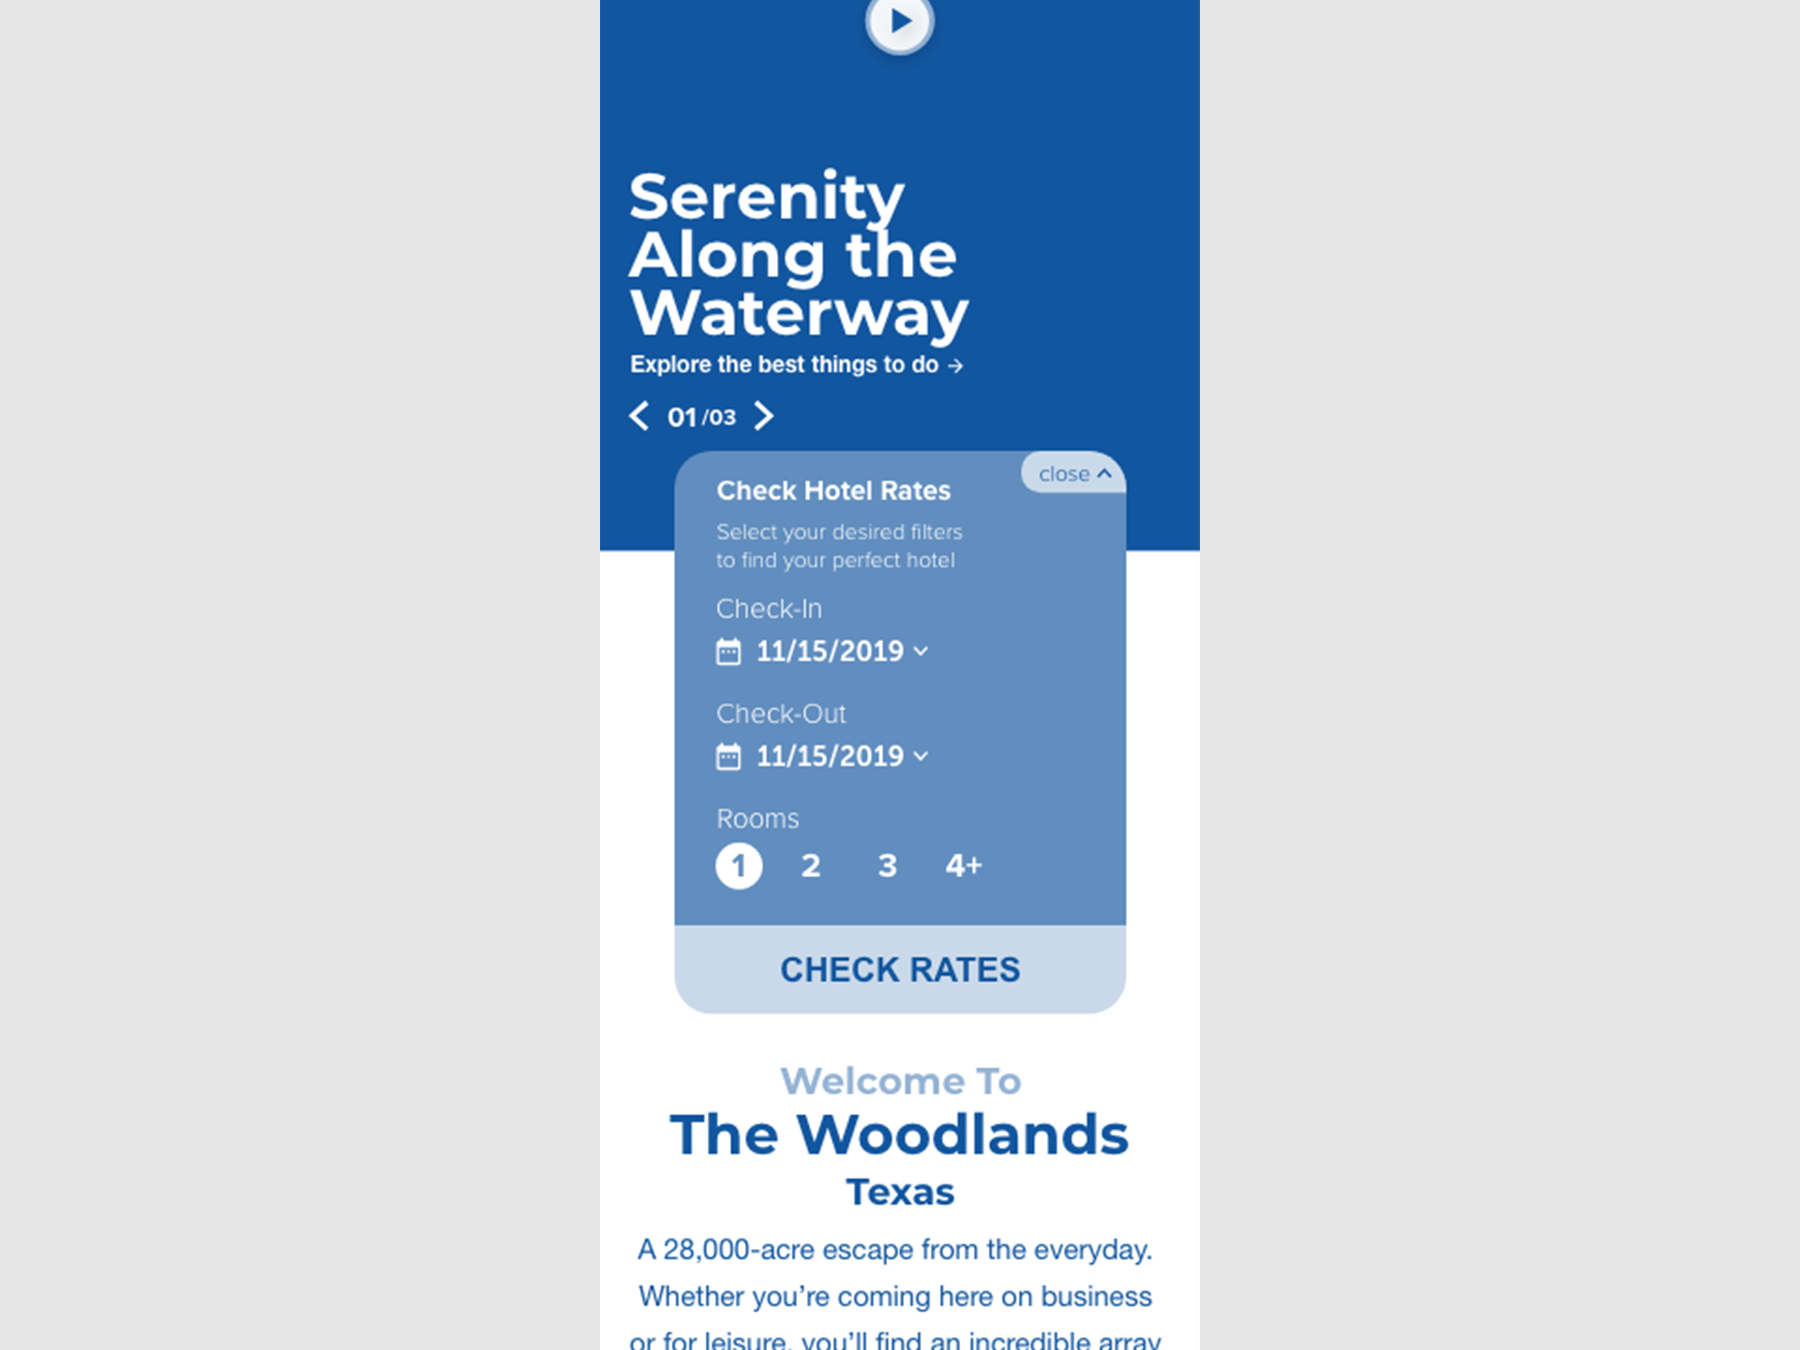 Serenity
Along the
Waterway
Explore the best things to do →
01/03
close
Check Hotel Rates
Select your desired filters
to find your perfect hotel
Check-In
11/15/2019
Check-Out
11/15/2019
Rooms
1 2 3 4+
CHECK RATES
Welcome To
The Woodlands
Texas
A 28,000-acre escape from the everyday.
Whether you’re coming here on business
or for leisure, you’ll find an incredible array